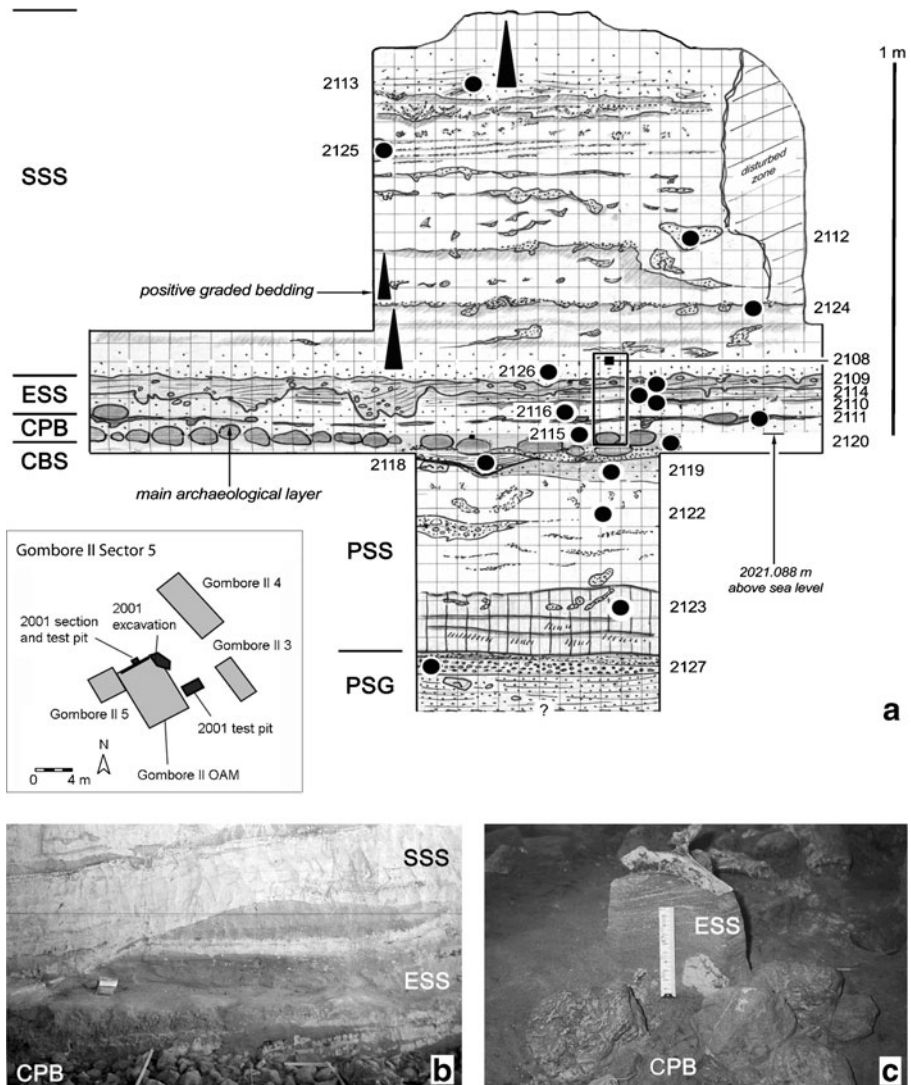 1 m
2113
2125
SSS
disturbed
zone
2112
positive graded bedding
2124
2108
2126
2109
ESS
2114
2110
2116
2111
CPB
2115
2120
CBS
2118
2119
main archaeological layer
2122
PSS
2021.088 m
above sea level
2123
2127
PSG
?
a
Gombore II Sector 5
Gombore II 4
2001 section
and test pit
2001
excavation
Gombore II 3
Gombore II 5
2001 test pit
N
0 4 m
Gombore II OAM
SSS
ESS
CPB
b
ESS
CPB
c